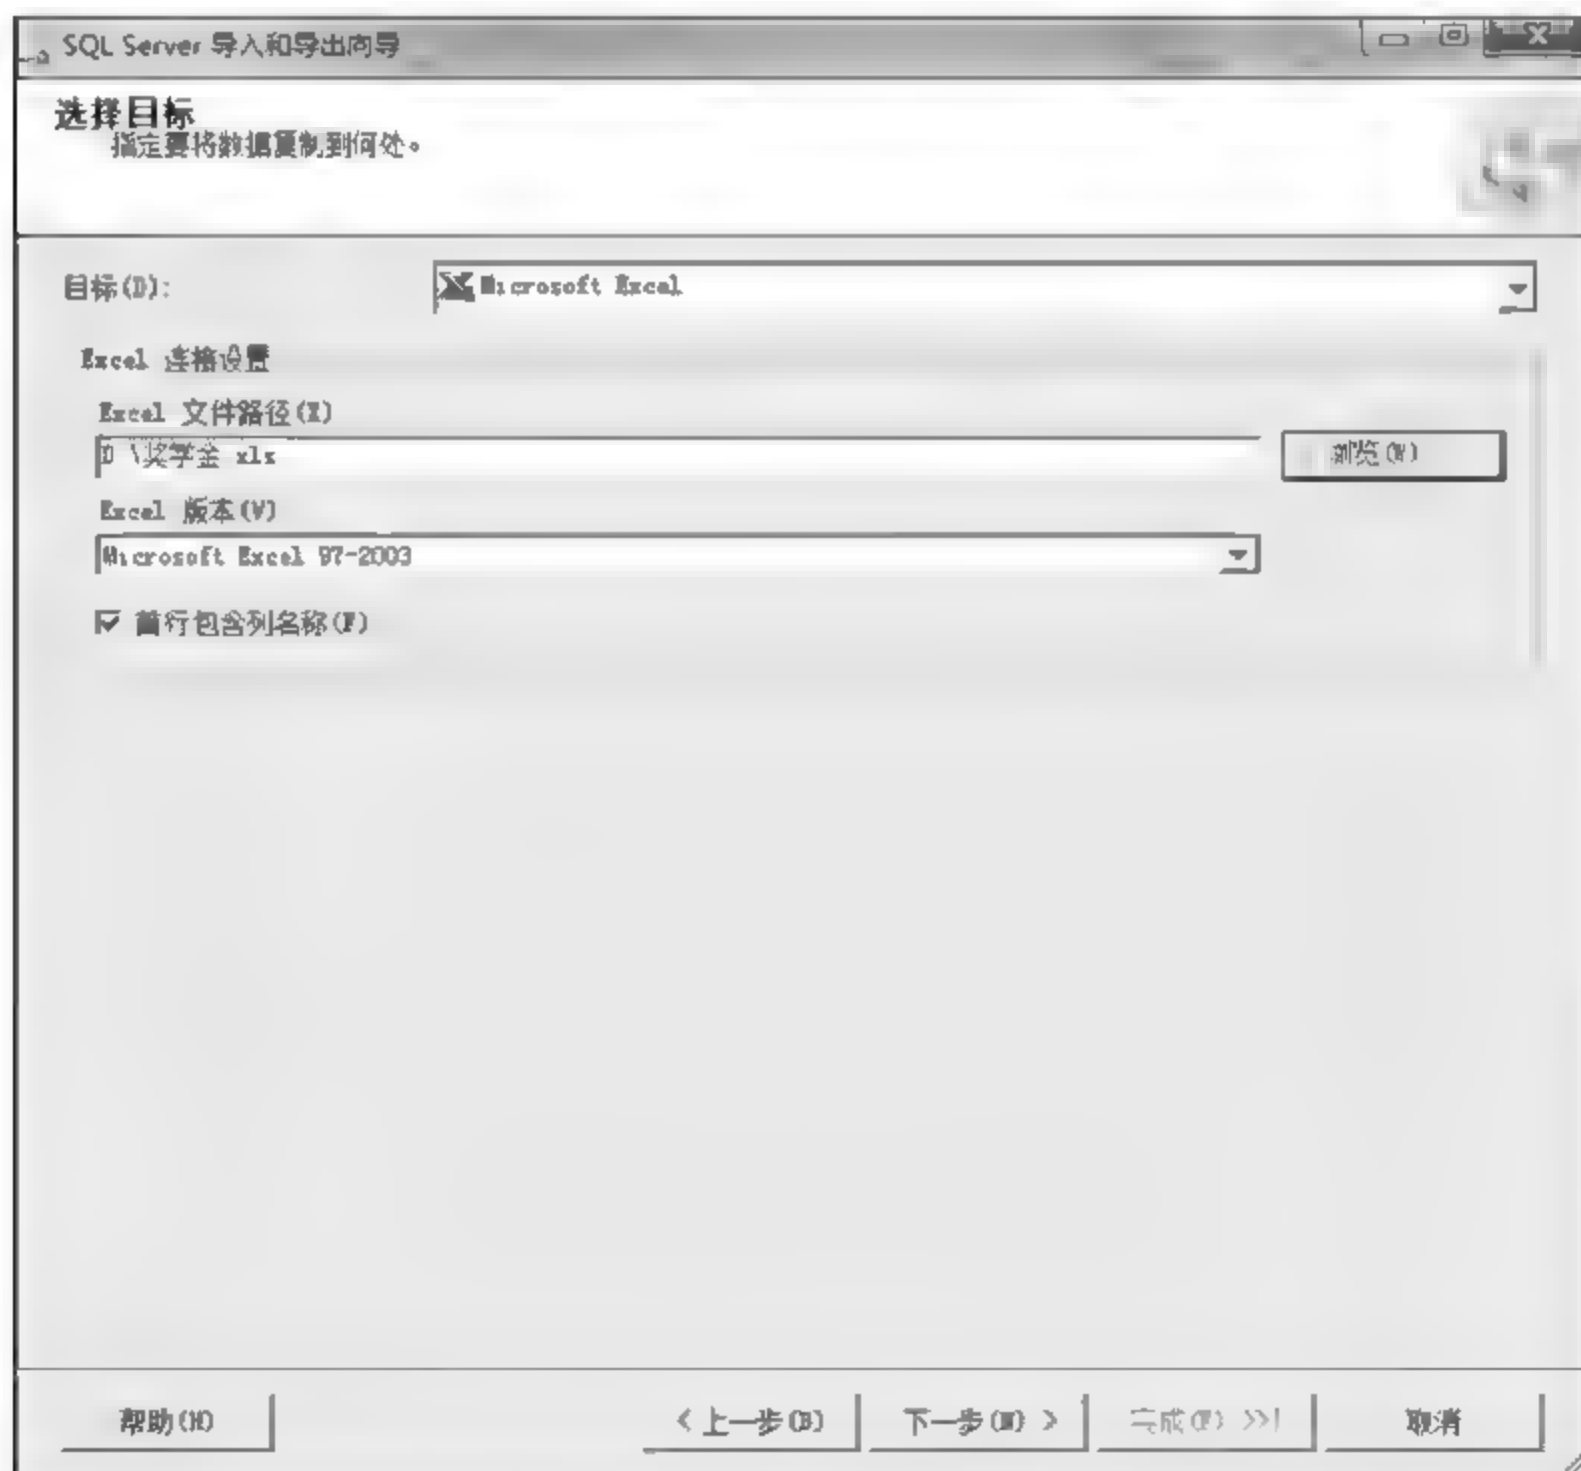 SQL Server 导入和导出向导
选择目标
指定要将数据复制到何处。
目标(D):
Microsoft Excel
Excel 连接设置
Excel 文件路径(X)
D \奖学金 xls
浏览(W)
Excel 版本(V)
Microsoft Excel 97-2003
首行包含列名称(F)
帮助(H)
< 上一步(B)
下一步(N) >
完成(F) >>|
取消